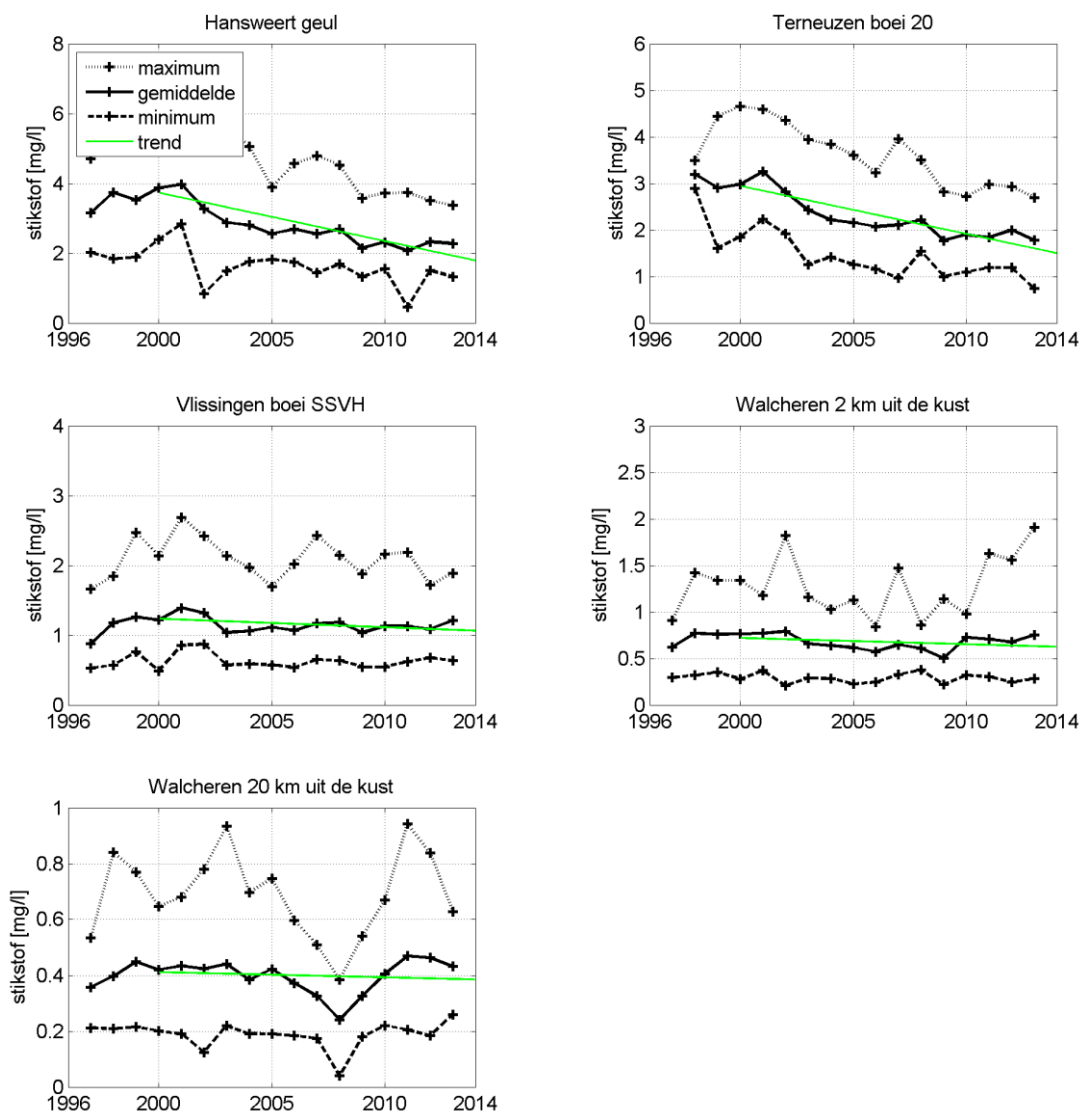 Hansweert geul
stikstof [mg/l]
8
6
4
2
0
1996 2000 2005 2010 2014
maximum
gemiddelde
minimum
trend
Terneuzen boei 20
stikstof [mg/l]
6
5
4
3
2
1
0
1996 2000 2005 2010 2014
Vlissingen boei SSVH
stikstof [mg/l]
4
3
2
1
0
1996 2000 2005 2010 2014
Walcheren 2 km uit de kust
stikstof [mg/l]
3
2.5
2
1.5
1
0.5
0
1996 2000 2005 2010 2014
Walcheren 20 km uit de kust
stikstof [mg/l]
1
0.8
0.6
0.4
0.2
0
1996 2000 2005 2010 2014